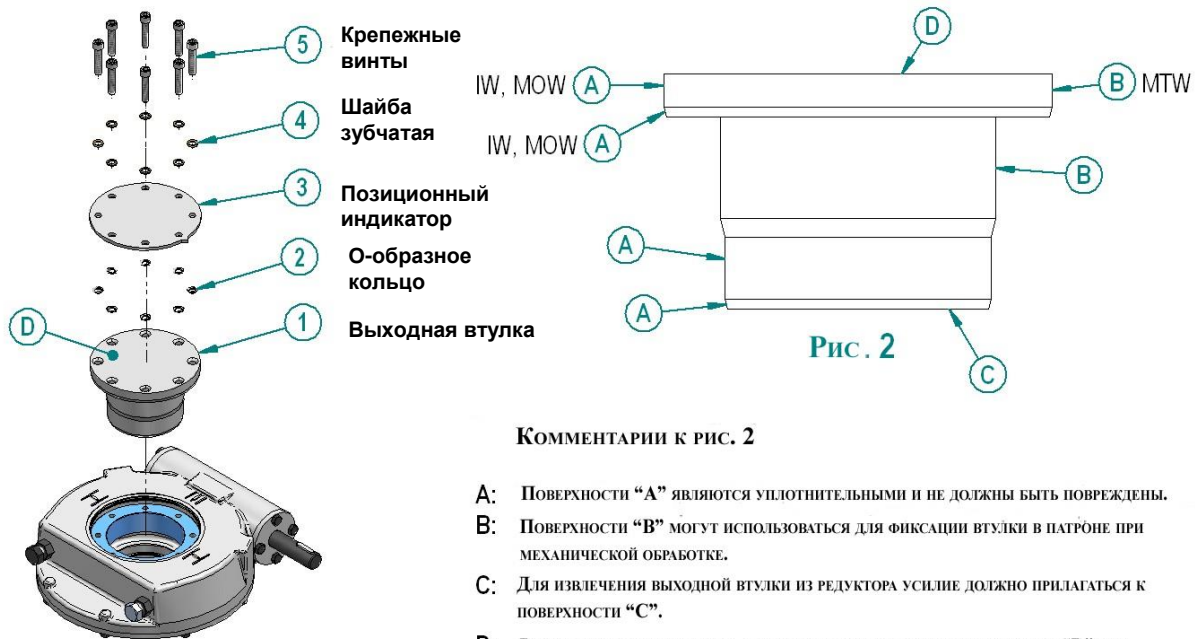 5
Крепежные
винты
4
Шайба
зубчатая
3
Позиционный
индикатор
2
О-образное
кольцо
1
Выходная втулка
D
D
IW, MOW A
B MTW
IW, MOW A
B
A
A
C
Рис. 2
Комментарии к рис. 2
A: Поверхности “A” являются уплотнительными и не должны быть повреждены.
B: Поверхности “B” могут использоваться для фиксации втулки в патроне при
механической обработке.
C: Для извлечения выходной втулки из редуктора усилие должно прилагаться к
поверхности “C”.